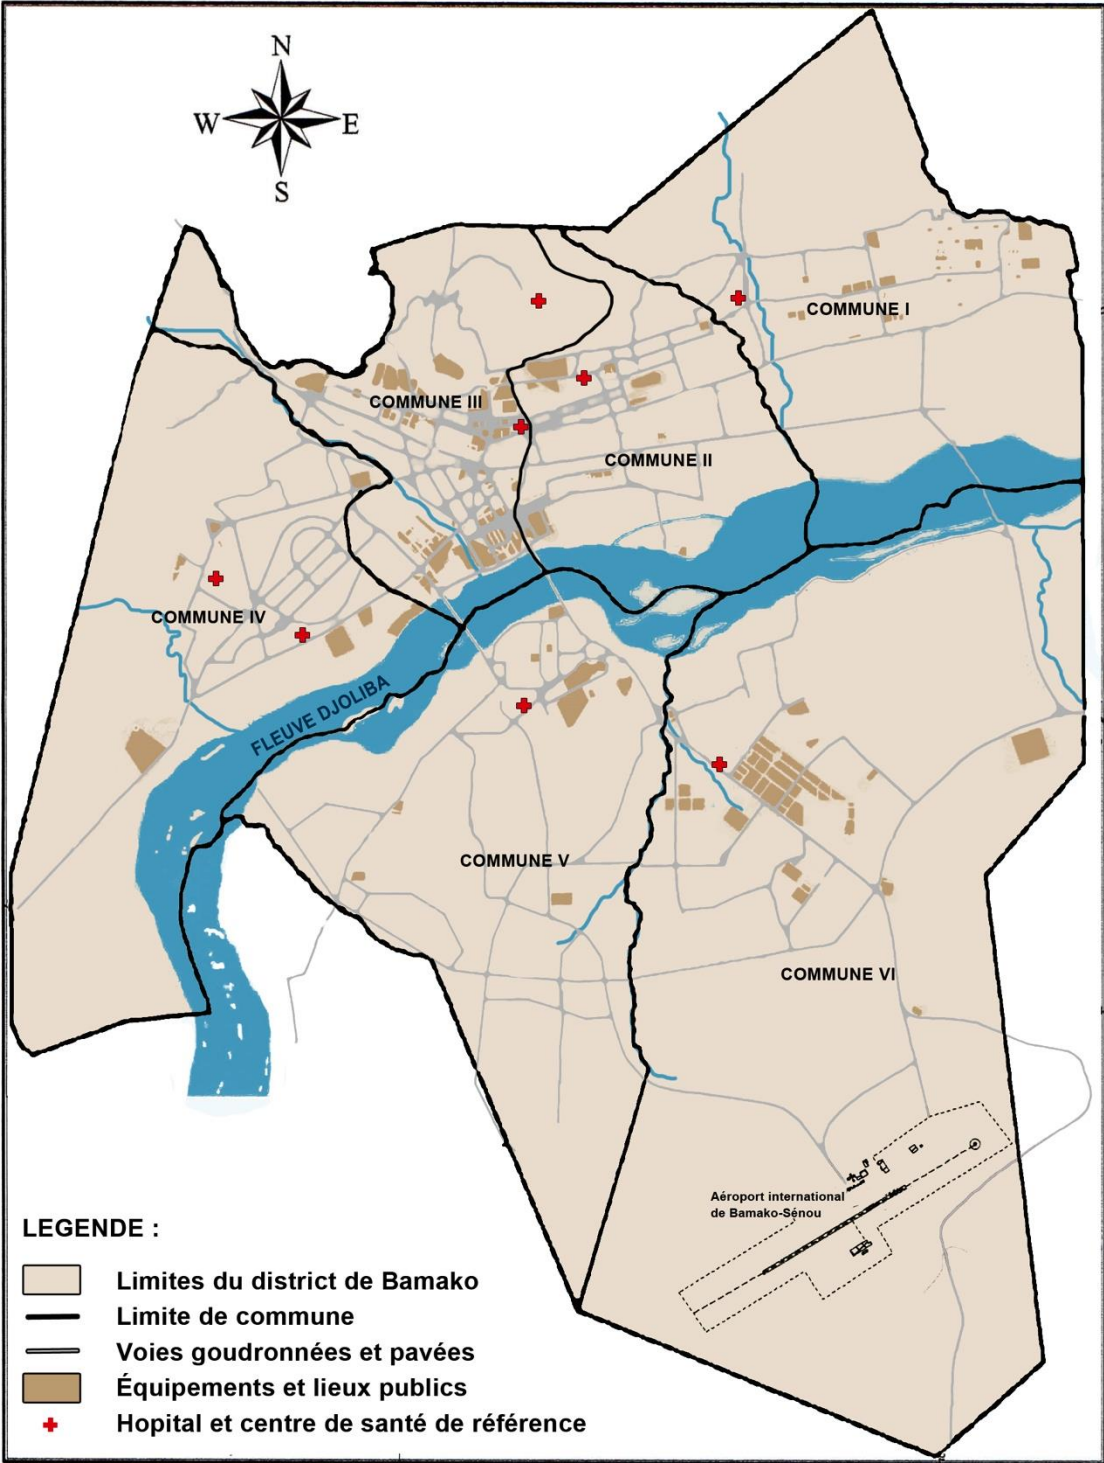 N
W E
S
COMMUNE I
COMMUNE III
COMMUNE II
COMMUNE IV
FLEUVE DJOLIBA
COMMUNE V
COMMUNE VI
Aéroport international
de Bamako-Sénou
LEGENDE :
Limites du district de Bamako
Limite de commune
Voies goudronnées et pavées
Équipements et lieux publics
Hopital et centre de santé de référence